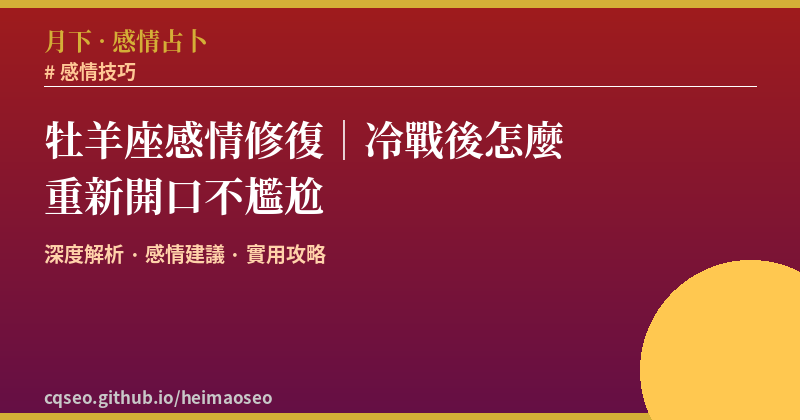 月下 · 感情占卜
# 感情技巧
牡羊座感情修復｜冷戰後怎麼
重新開口不尷尬
深度解析 · 感情建議 · 實用攻略
cqseo.github.io/heimaoseo